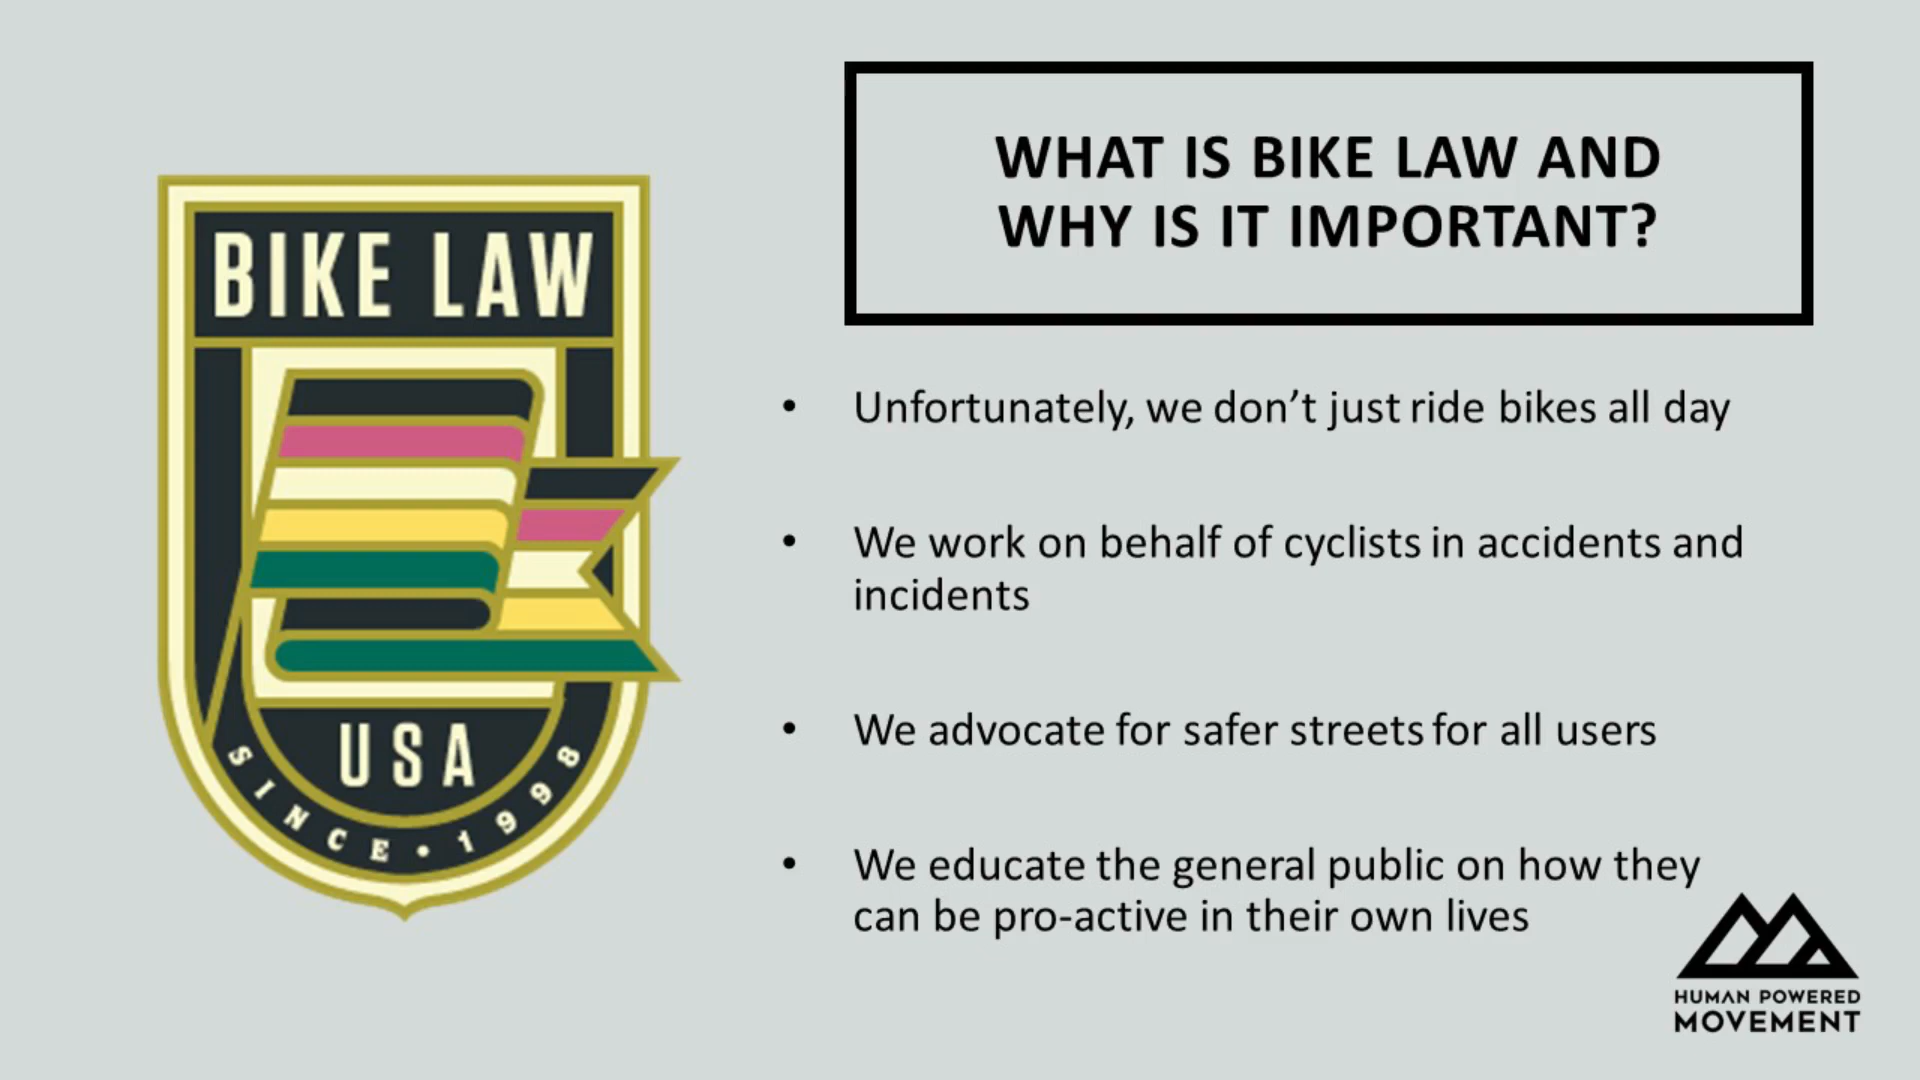 BIKE LAW
USA
SINCE • 1998
WHAT IS BIKE LAW AND
WHY IS IT IMPORTANT?
• Unfortunately, we don’t just ride bikes all day
• We work on behalf of cyclists in accidents and
incidents
• We advocate for safer streets for all users
• We educate the general public on how they
can be pro-active in their own lives
HUMAN POWERED
MOVEMENT